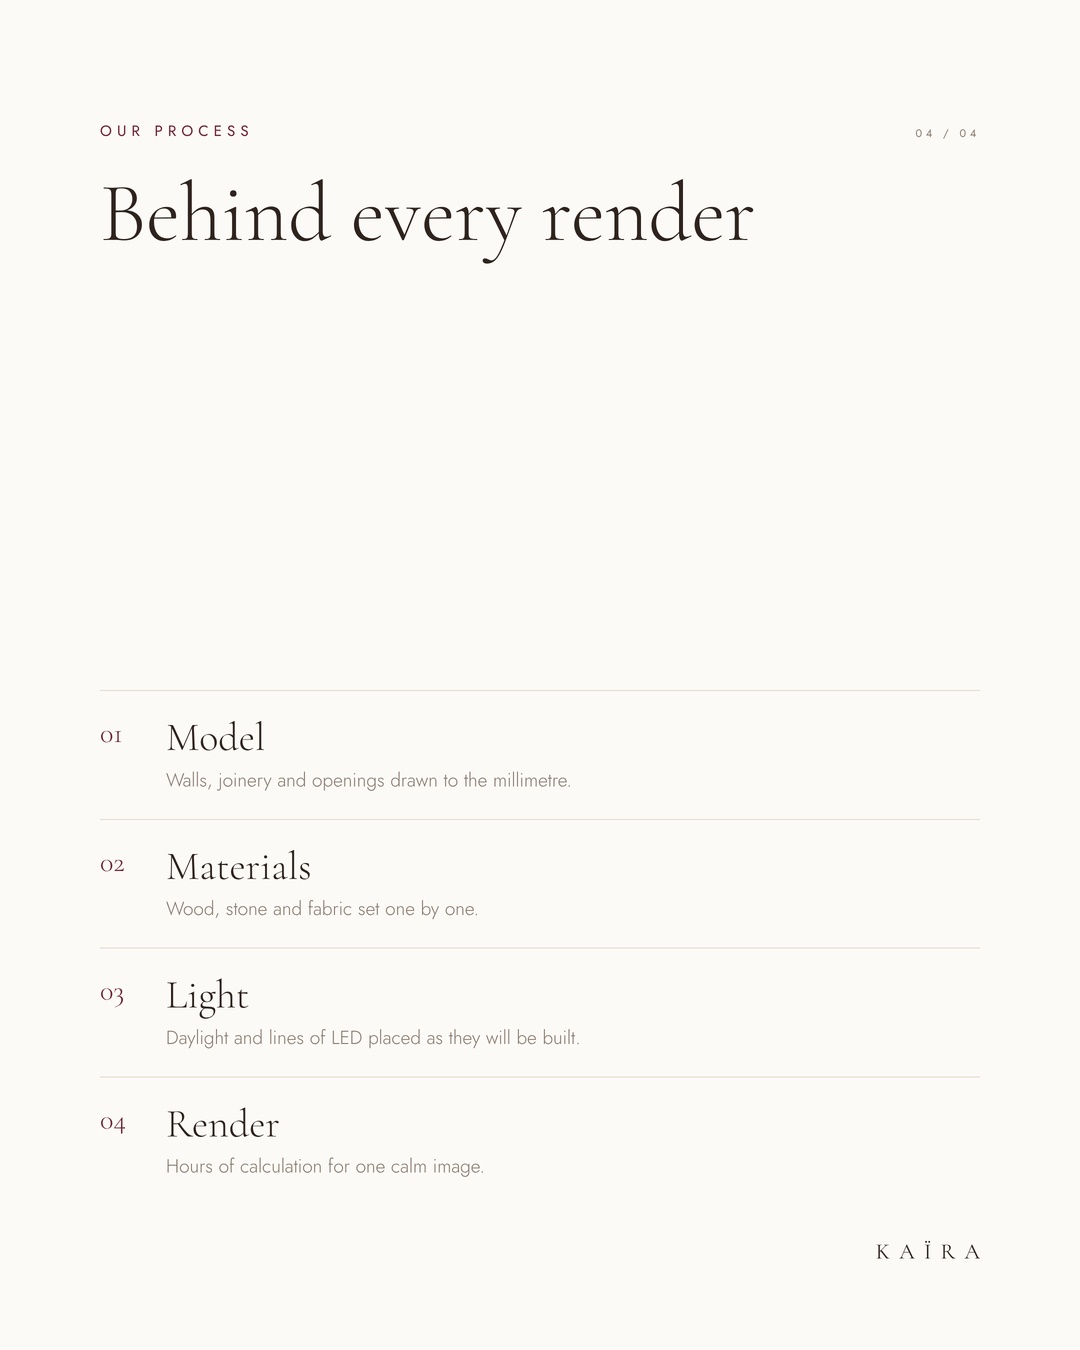 OUR PROCESS
04 / 04
Behind every render
01
Model
Walls, joinery and openings drawn to the millimetre.
02
Materials
Wood, stone and fabric set one by one.
03
Light
Daylight and lines of LED placed as they will be built.
04
Render
Hours of calculation for one calm image.
KAÏRA